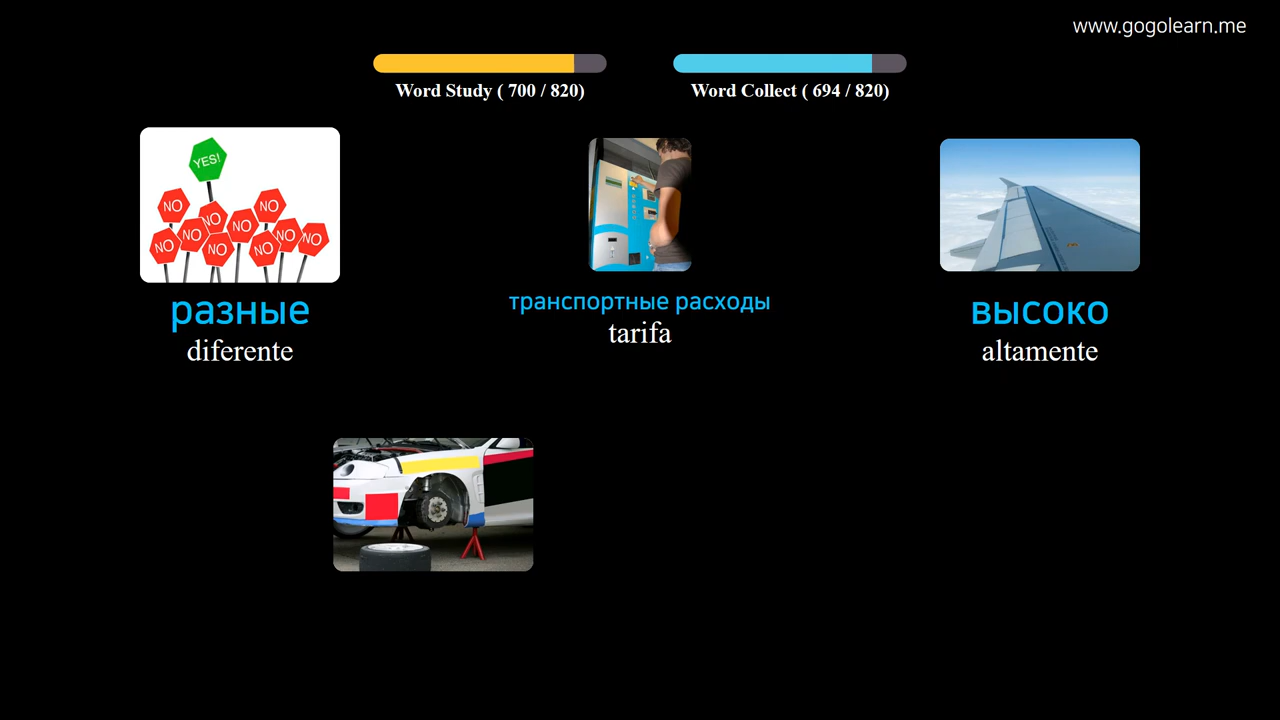 www.gogolearn.me
Word Study ( 700 / 820)
Word Collect ( 694 / 820)
YES!
NO
NO
NO
NO
NO
NO
NO
NO
NO
NO
разные
diferente
транспортные расходы
tarifa
высоко
altamente